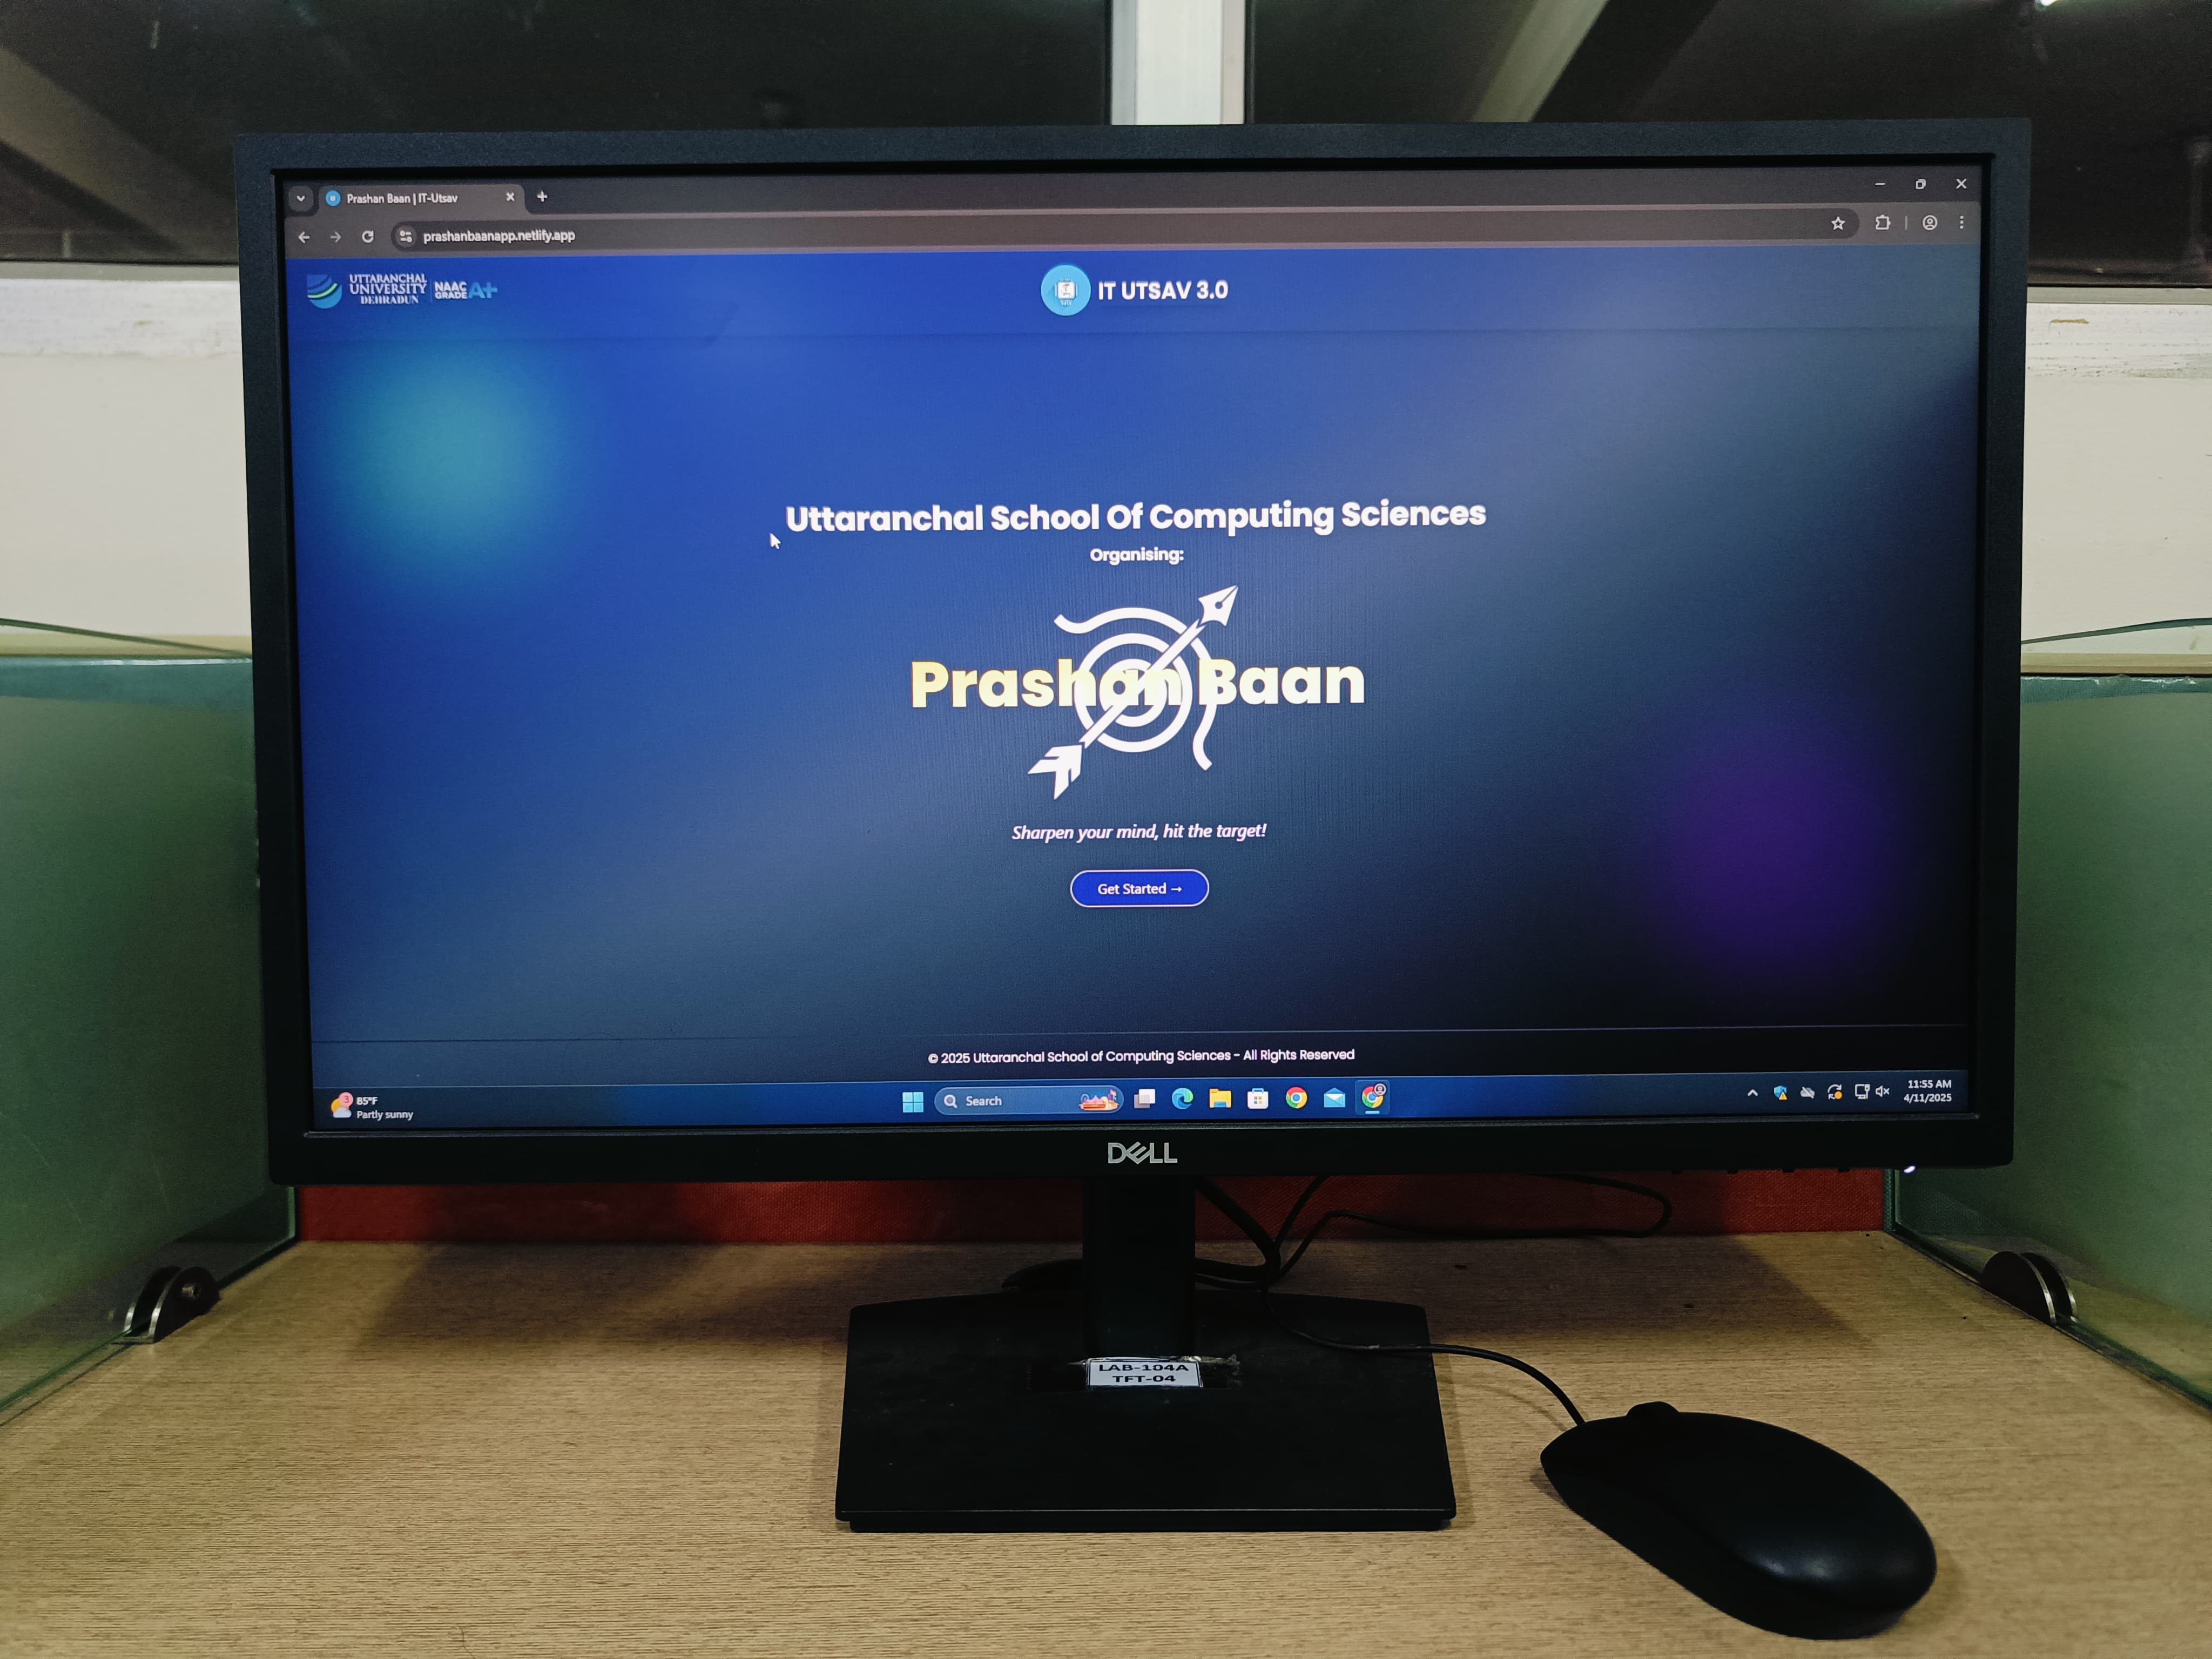 Prashan Baan | IT-Utsav
prashanbaanapp.netlify.app
UTTARANCHAL
UNIVERSITY
DEHRADUN
NAAC
GRADE A+
IT UTSAV 3.0
Uttaranchal School Of Computing Sciences
Organising:
Prashan Baan
Sharpen your mind, hit the target!
Get Started →
© 2025 Uttaranchal School of Computing Sciences - All Rights Reserved
3
85°F
Partly sunny
Search
11:55 AM
4/11/2025
DELL
LAB-104A
TFT-04